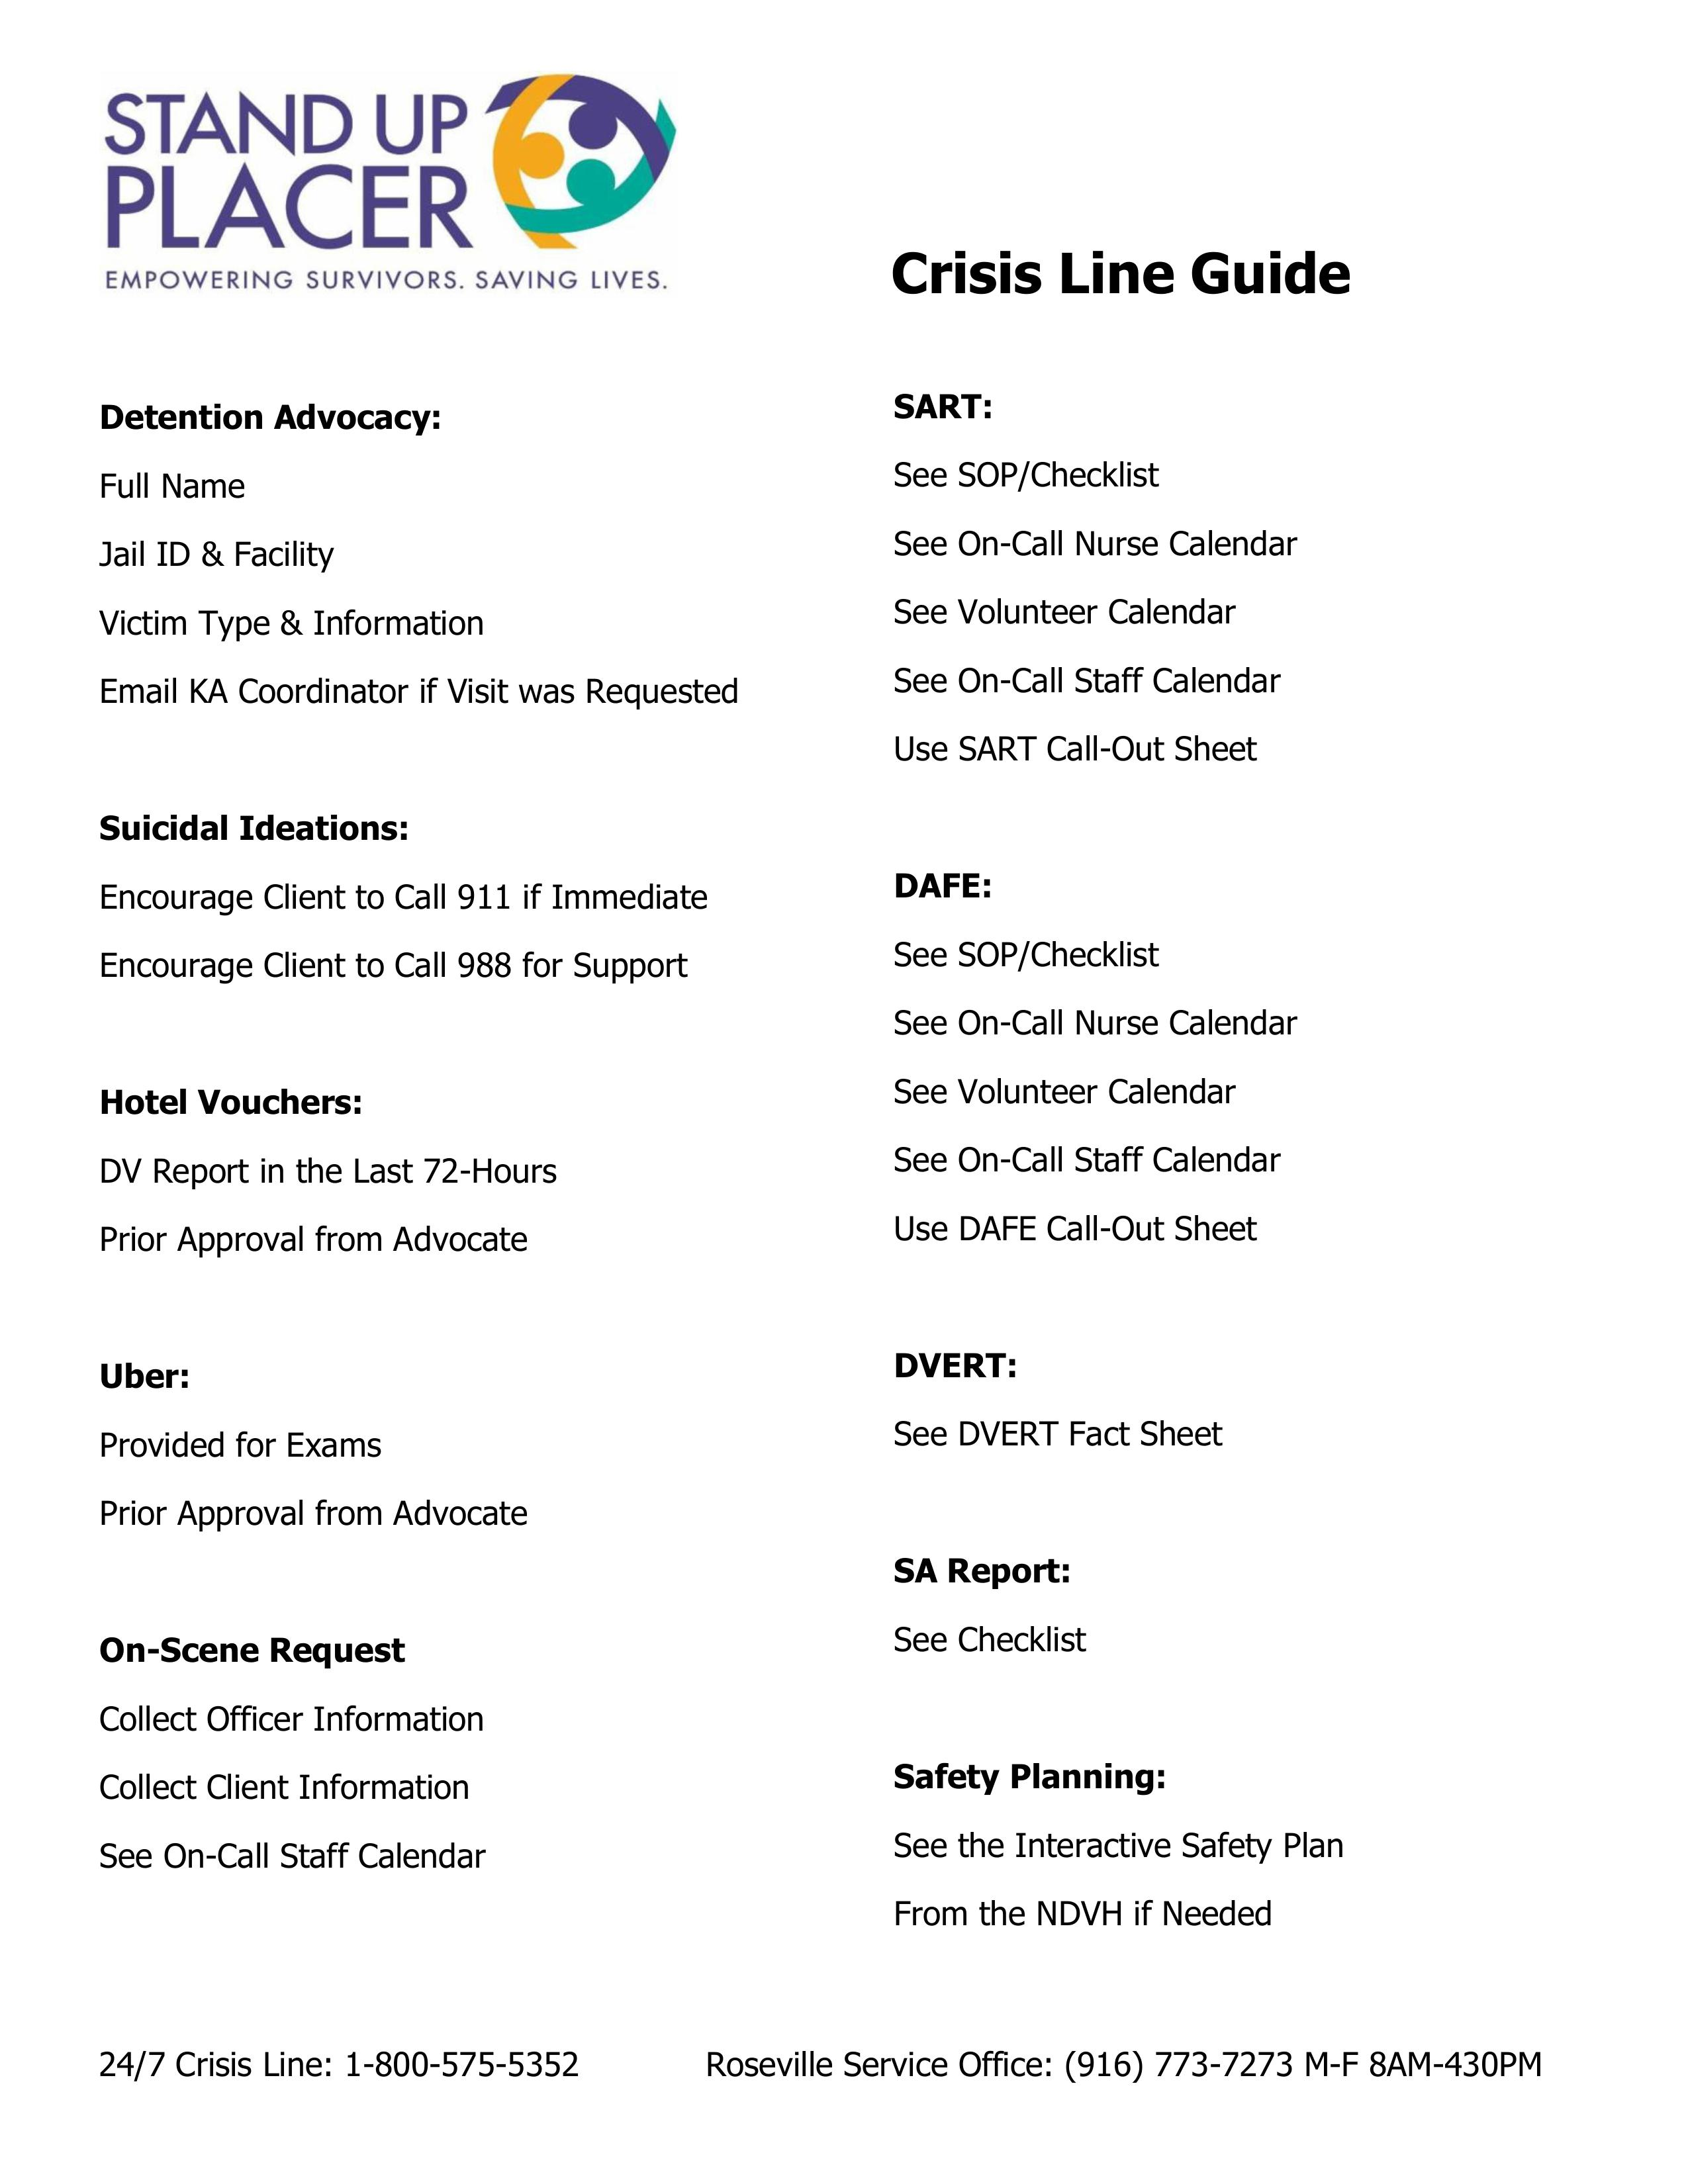 STAND UP
PLACER
EMPOWERING SURVIVORS. SAVING LIVES.
Crisis Line Guide
Detention Advocacy:
Full Name
Jail ID & Facility
Victim Type & Information
Email KA Coordinator if Visit was Requested
Suicidal Ideations:
Encourage Client to Call 911 if Immediate
Encourage Client to Call 988 for Support
Hotel Vouchers:
DV Report in the Last 72-Hours
Prior Approval from Advocate
Uber:
Provided for Exams
Prior Approval from Advocate
On-Scene Request
Collect Officer Information
Collect Client Information
See On-Call Staff Calendar
SART:
See SOP/Checklist
See On-Call Nurse Calendar
See Volunteer Calendar
See On-Call Staff Calendar
Use SART Call-Out Sheet
DAFE:
See SOP/Checklist
See On-Call Nurse Calendar
See Volunteer Calendar
See On-Call Staff Calendar
Use DAFE Call-Out Sheet
DVERT:
See DVERT Fact Sheet
SA Report:
See Checklist
Safety Planning:
See the Interactive Safety Plan
From the NDVH if Needed
24/7 Crisis Line: 1-800-575-5352
Roseville Service Office: (916) 773-7273 M-F 8AM-430PM